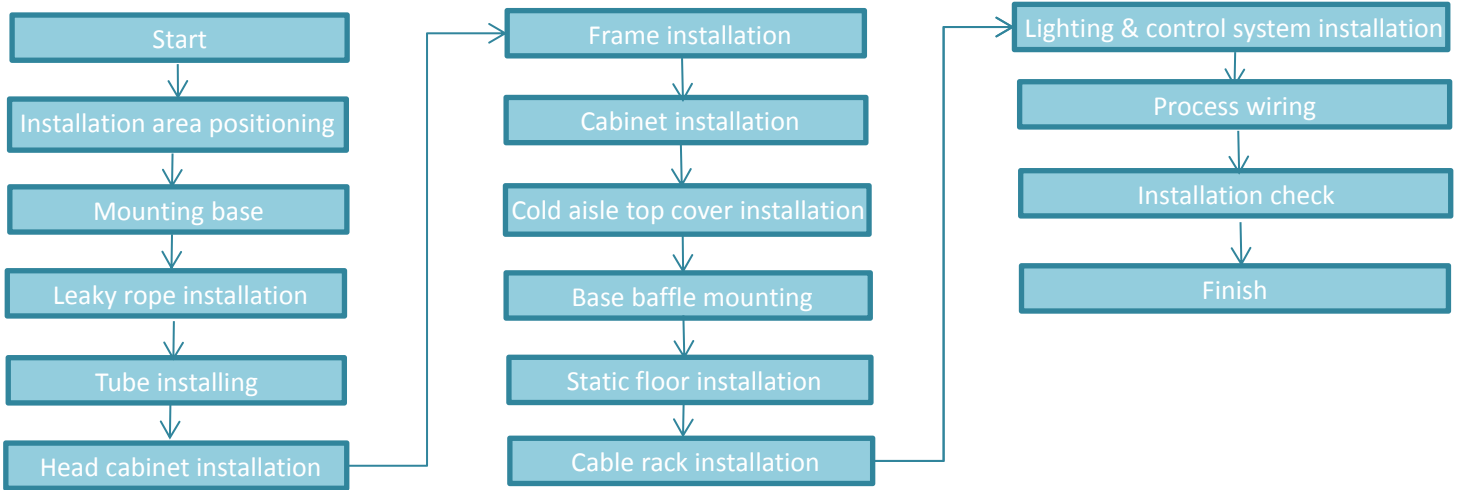 Start
Installation area positioning
Mounting base
Leaky rope installation
Tube installing
Head cabinet installation
Frame installation
Cabinet installation
Cold aisle top cover installation
Base baffle mounting
Static floor installation
Cable rack installation
Lighting & control system installation
Process wiring
Installation check
Finish